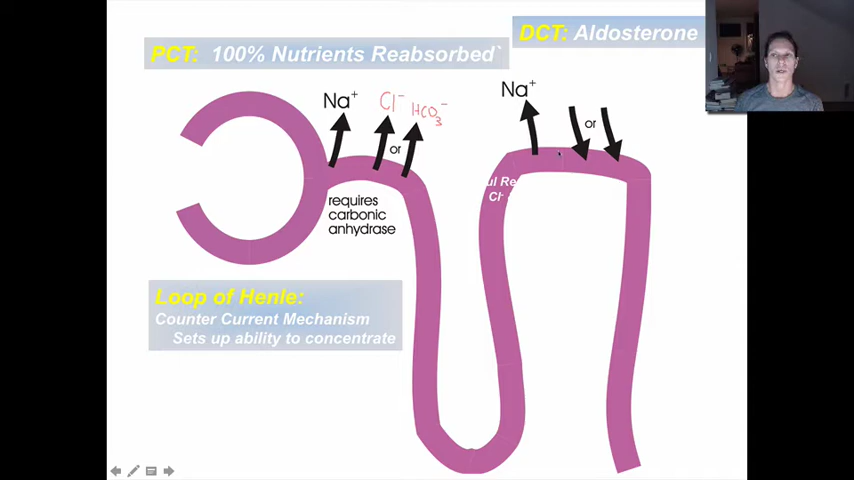 DCT: Aldosterone
PCT: 100% Nutrients Reabsorbed`
Na+
Cl-
HCO3-
or
requires
carbonic
anhydrase
Na+
or
Cl-
Loop of Henle:
Counter Current Mechanism
Sets up ability to concentrate